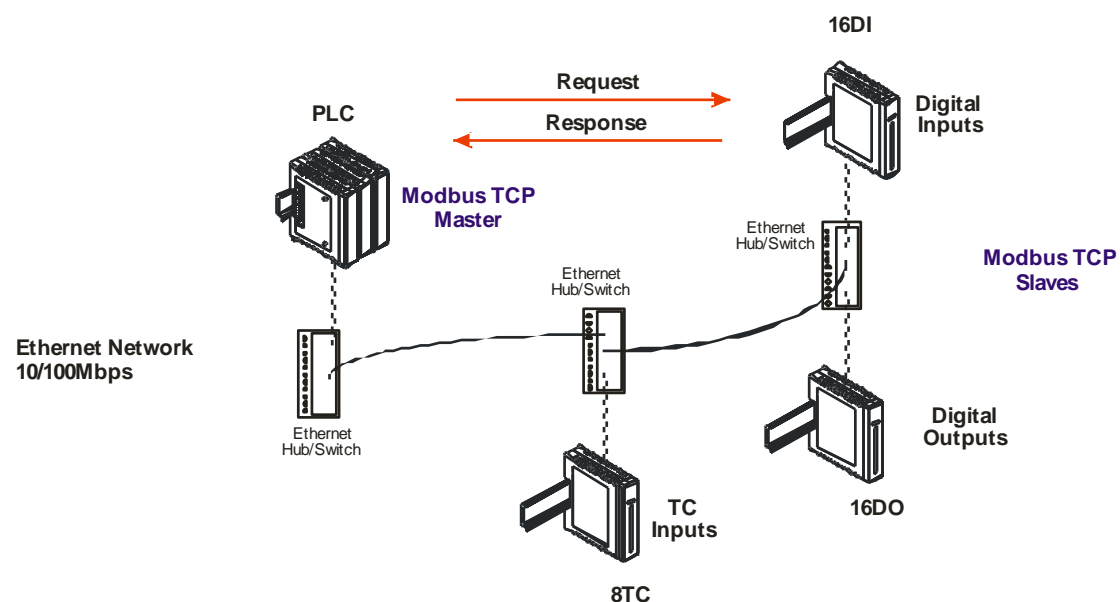 16DI
Request
Digital
Inputs
PLC
Response
Modbus TCP
Master
Ethernet
Hub/Switch
Modbus TCP
Slaves
Ethernet
Hub/Switch
Ethernet Network
10/100Mbps
Ethernet
Hub/Switch
Digital
Outputs
TC
Inputs
16DO
8TC